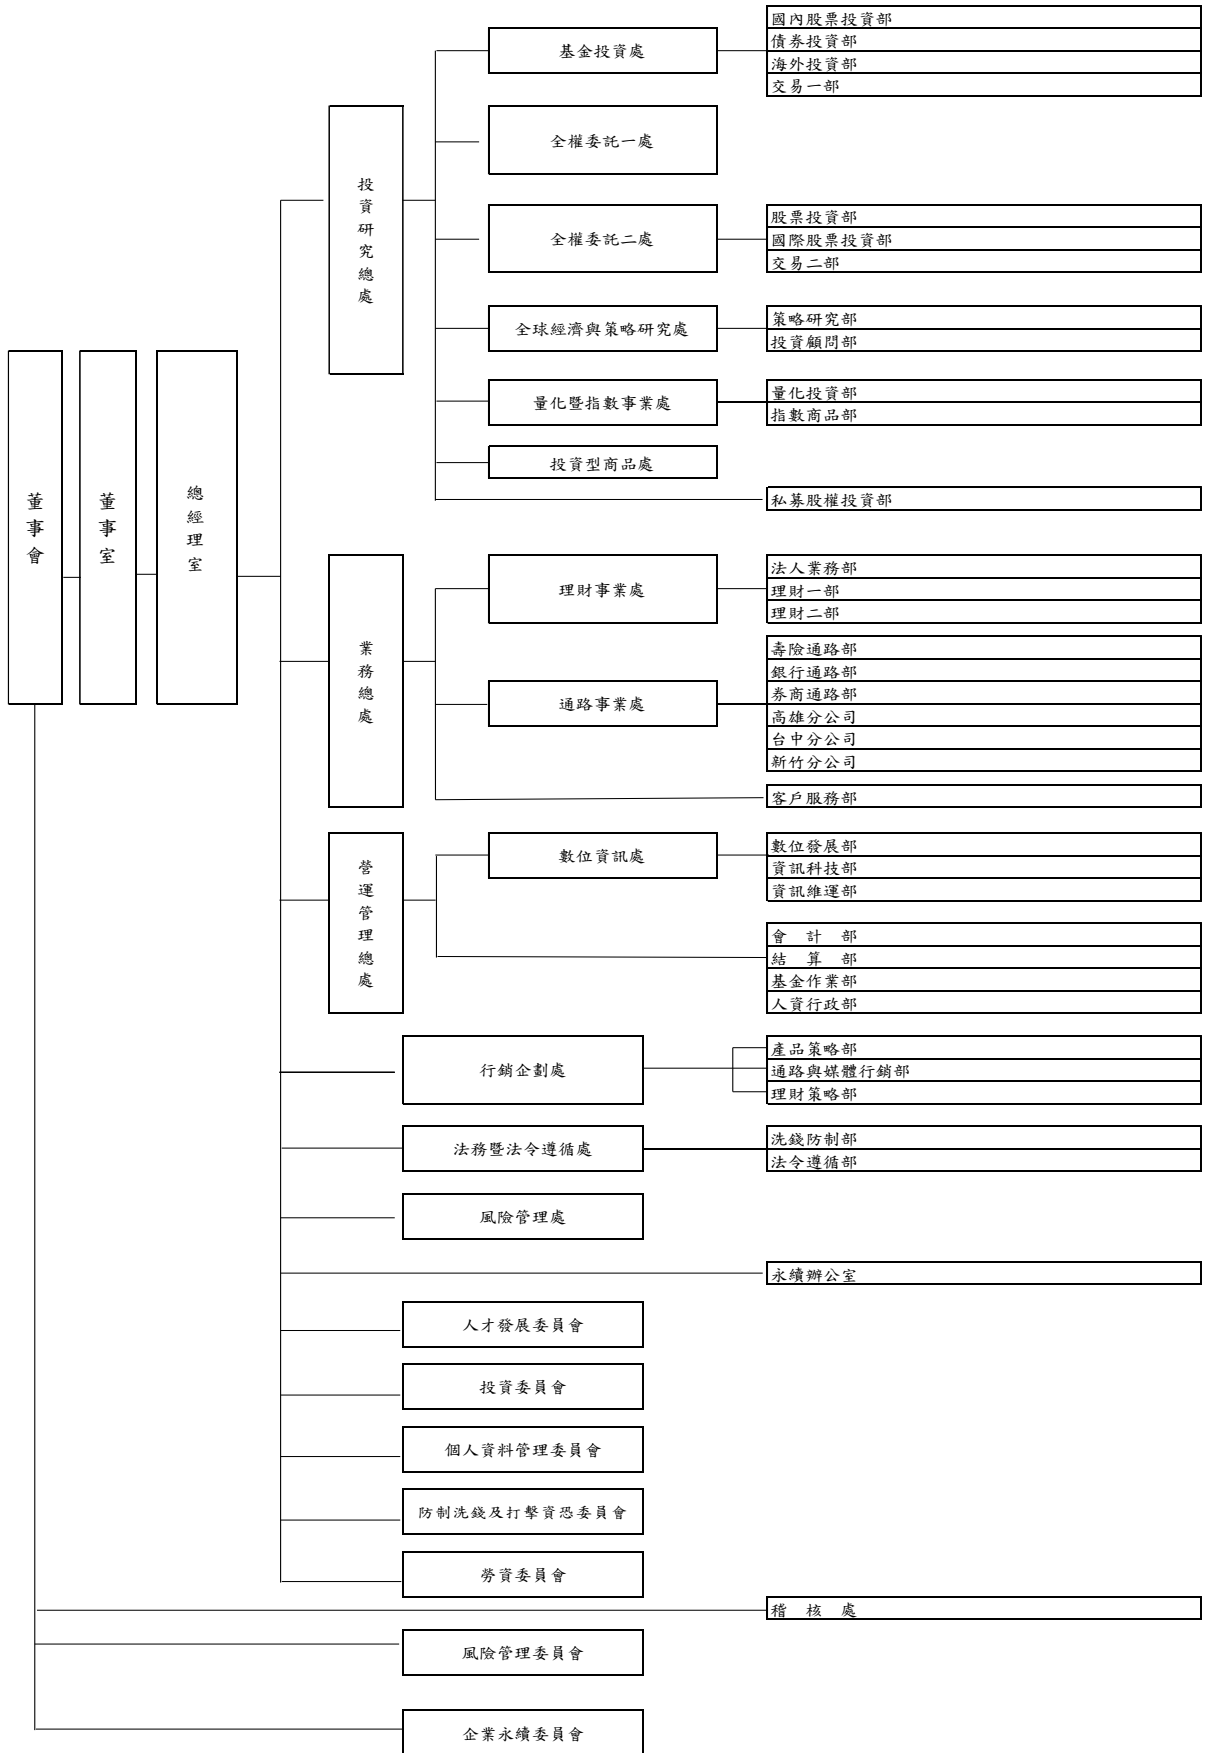 董事會
董事室
總經理室
投資研究總處
基金投資處
國內股票投資部
債券投資部
海外投資部
交易一部
全權委託一處
全權委託二處
股票投資部
國際股票投資部
交易二部
全球經濟與策略研究處
策略研究部
投資顧問部
量化暨指數事業處
量化投資部
指數商品部
投資型商品處
私募股權投資部
業務總處
理財事業處
法人業務部
理財一部
理財二部
通路事業處
壽險通路部
銀行通路部
券商通路部
高雄分公司
台中分公司
新竹分公司
客戶服務部
營運管理總處
數位資訊處
數位發展部
資訊科技部
資訊維運部
會 計 部
結 算 部
基金作業部
人資行政部
行銷企劃處
產品策略部
通路與媒體行銷部
理財策略部
法務暨法令遵循處
洗錢防制部
法令遵循部
風險管理處
永續辦公室
人才發展委員會
投資委員會
個人資料管理委員會
防制洗錢及打擊資恐委員會
勞資委員會
稽 核 處
風險管理委員會
企業永續委員會